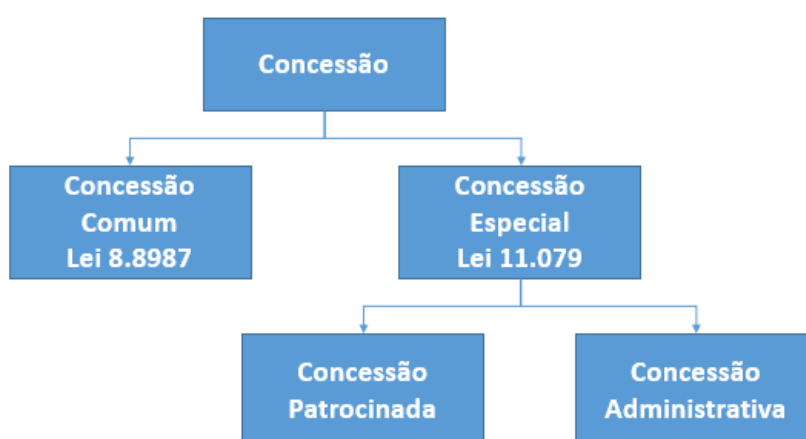 Concessão
Concessão
Comum
Lei 8.8987
Concessão
Especial
Lei 11.079
Concessão
Patrocinada
Concessão
Administrativa